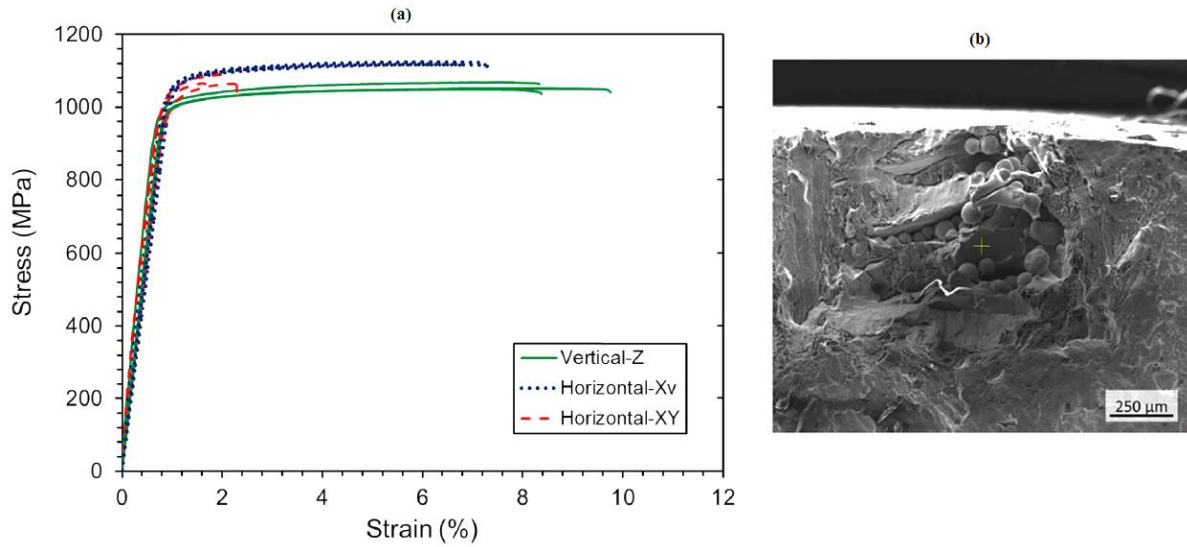 (a)
1200
1000
800
600
400
200
0
Stress (MPa)
0 2 4 6 8 10 12
Strain (%)
Vertical-Z
Horizontal-Xv
Horizontal-XY
(b)
250 µm